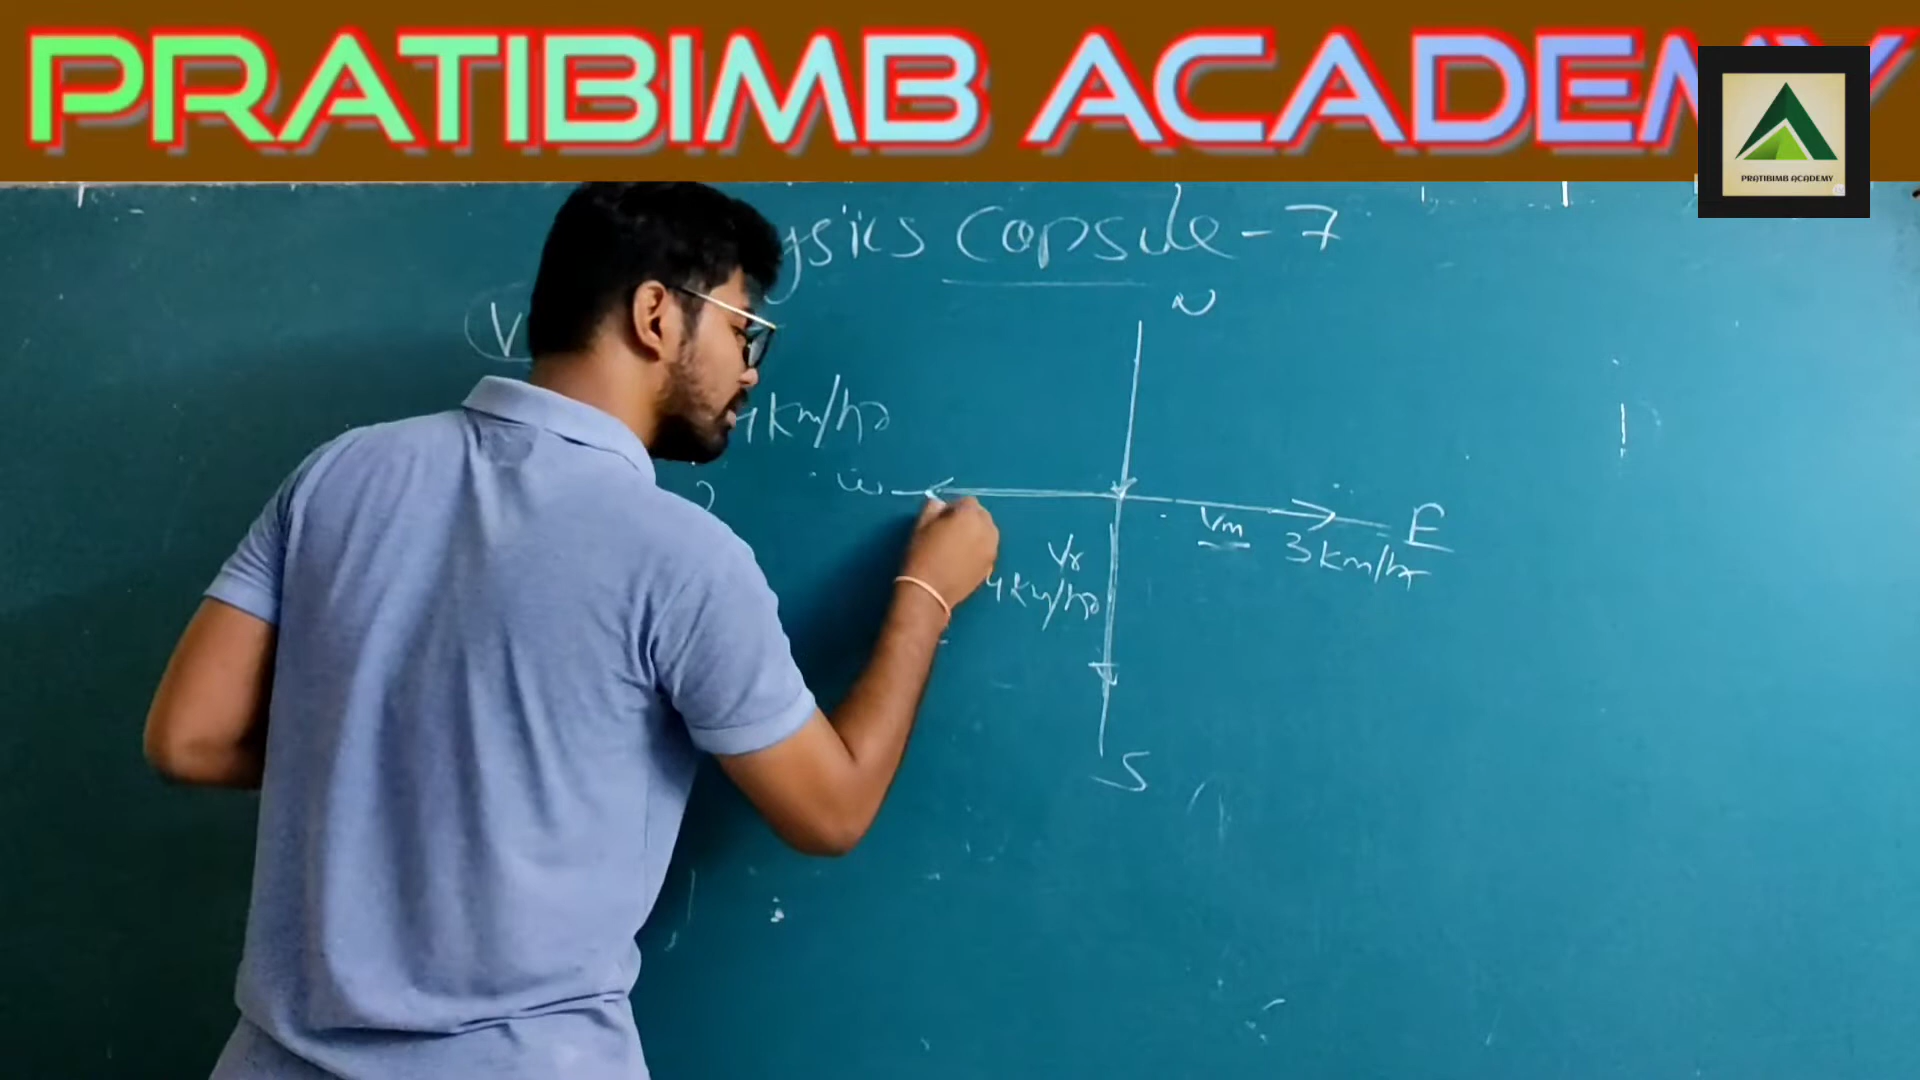 PRATIBIMB ACADEMY
PRATIBIMB ACADEMY
ysics Capsule - 7
N
V
4km/hr
w
E
Vm
3km/hr
Vr
4km/hr
S